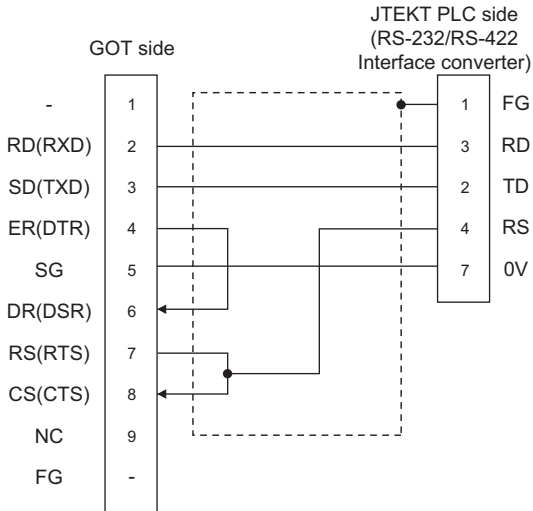 JTEKT PLC side
(RS-232/RS-422
Interface converter)
GOT side
- 1 1 FG
RD(RXD) 2 3 RD
SD(TXD) 3 2 TD
ER(DTR) 4 4 RS
SG 5 7 0V
DR(DSR) 6
RS(RTS) 7
CS(CTS) 8
NC 9
FG -